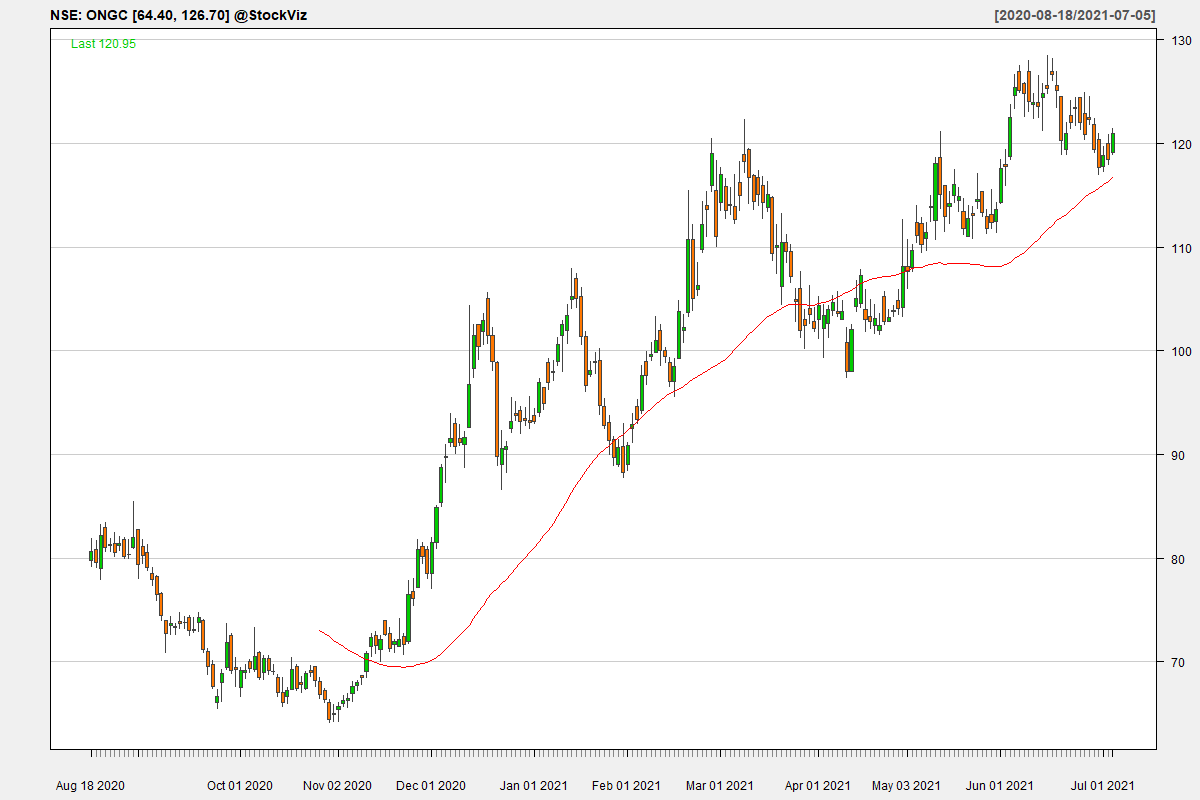 NSE: ONGC [64.40, 126.70] @StockViz
[2020-08-18/2021-07-05]
Last 120.95
130
120
110
100
90
80
70
Aug 18 2020
Oct 01 2020
Nov 02 2020
Dec 01 2020
Jan 01 2021
Feb 01 2021
Mar 01 2021
Apr 01 2021
May 03 2021
Jun 01 2021
Jul 01 2021